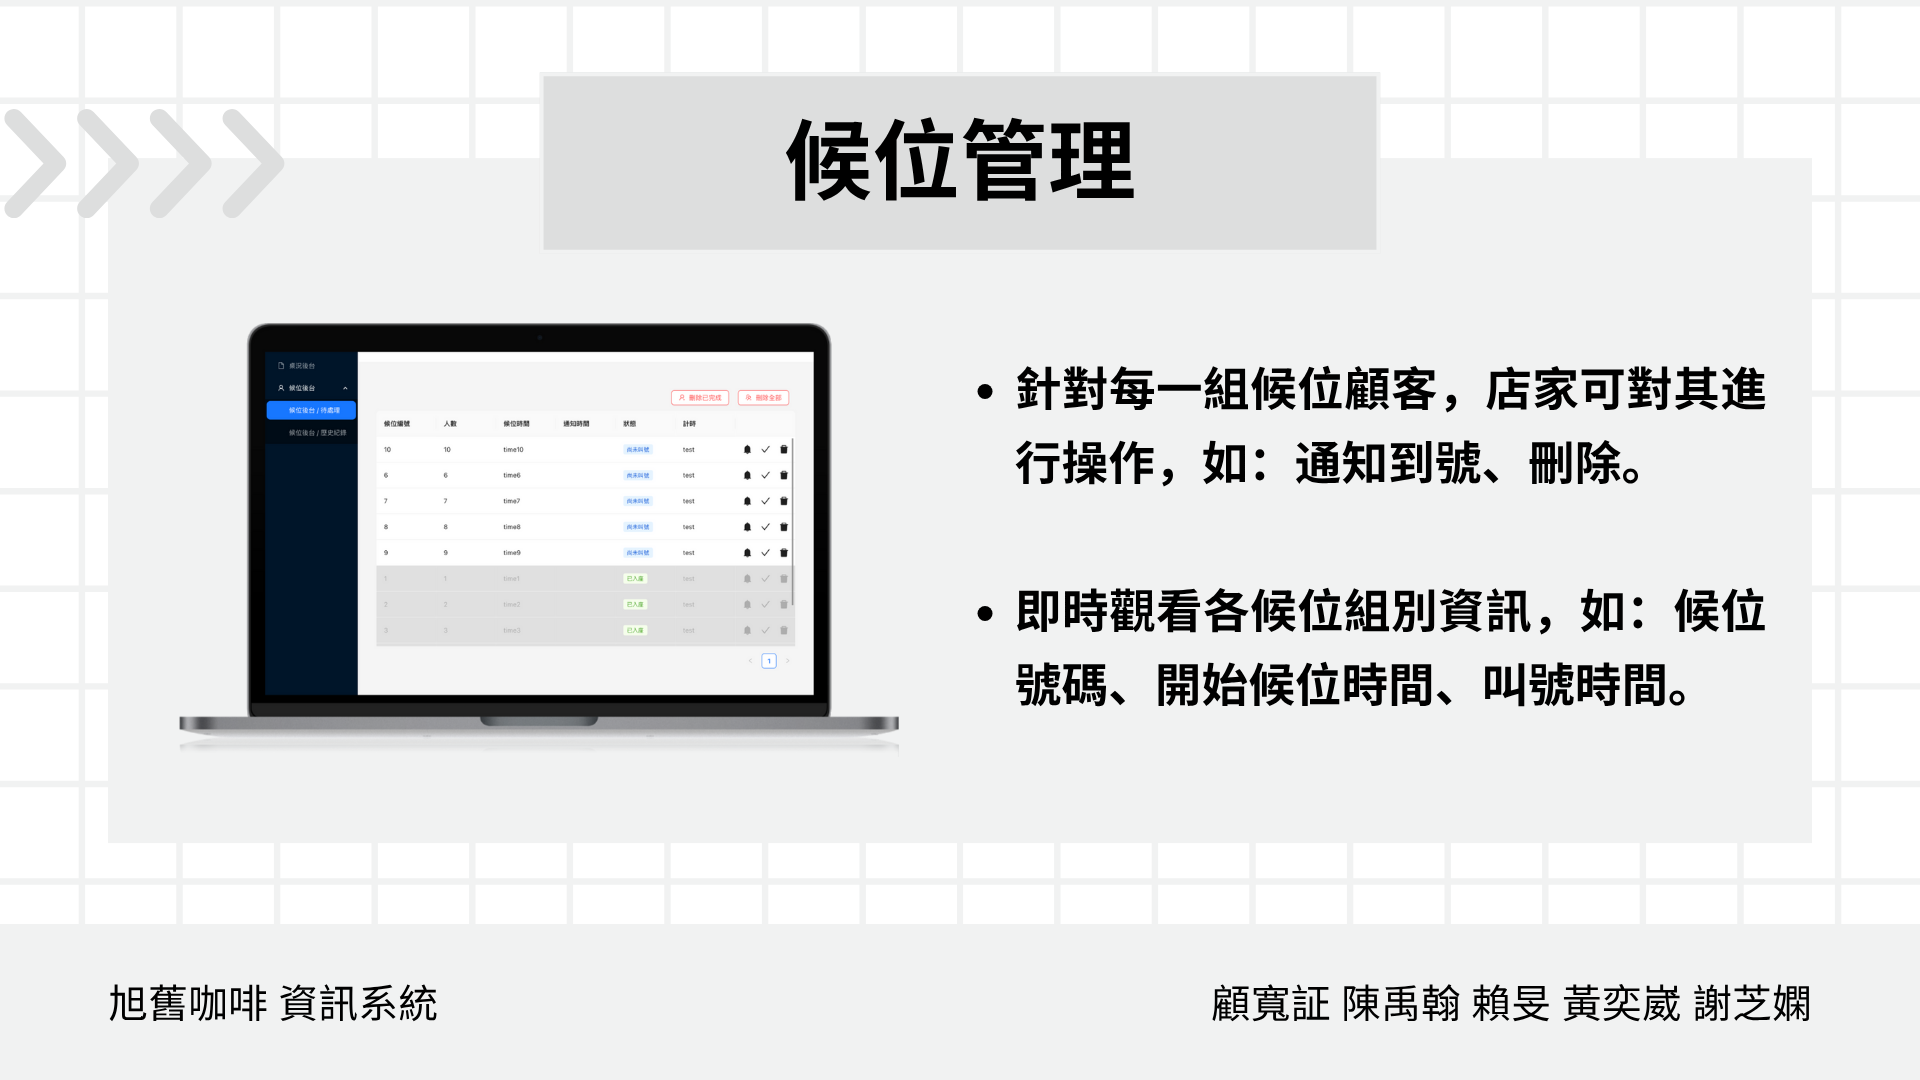 候位管理
桌況後台
候位後台
候位後台 / 待處理
候位後台 / 歷史紀錄
刪除已完成 刪除全部
候位編號 人數 候位時間 通知時間 狀態 計時
10 10 time10 尚未叫號 test
6 6 time6 尚未叫號 test
7 7 time7 尚未叫號 test
8 8 time8 尚未叫號 test
9 9 time9 尚未叫號 test
1 1 time1 已入座 test
2 2 time2 已入座 test
3 3 time3 已入座 test
< 1 >
• 針對每一組候位顧客，店家可對其進
行操作，如：通知到號、刪除。
• 即時觀看各候位組別資訊，如：候位
號碼、開始候位時間、叫號時間。
旭舊咖啡 資訊系統
顧寬証 陳禹翰 賴旻 黃奕崴 謝芝嫻